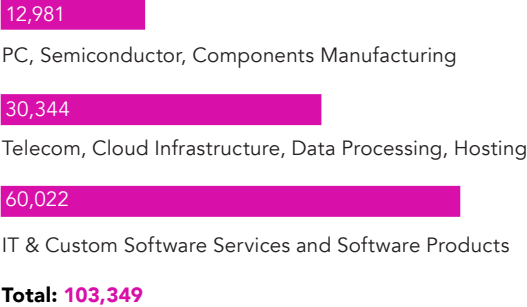 12,981
PC, Semiconductor, Components Manufacturing
30,344
Telecom, Cloud Infrastructure, Data Processing, Hosting
60,022
IT & Custom Software Services and Software Products
Total: 103,349